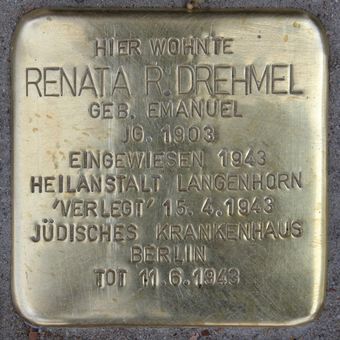 HIER WOHNTE
RENATA R. DREHMEL
GEB. EMANUEL
JG. 1903
EINGEWIESEN 1943
HEILANSTALT LANGENHORN
'VERLEGT' 15.4.1943
JÜDISCHES KRANKENHAUS
BERLIN
TOT 11.6.1943